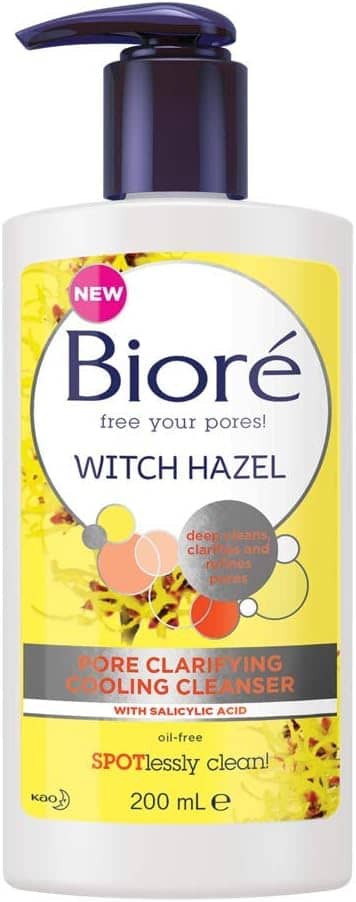 NEW
Bioré
free your pores!
WITCH HAZEL
deep cleans,
clarifies and
refines
pores
PORE CLARIFYING
COOLING CLEANSER
WITH SALICYLIC ACID
oil-free
SPOTlessly clean!
Kao
200 mL e